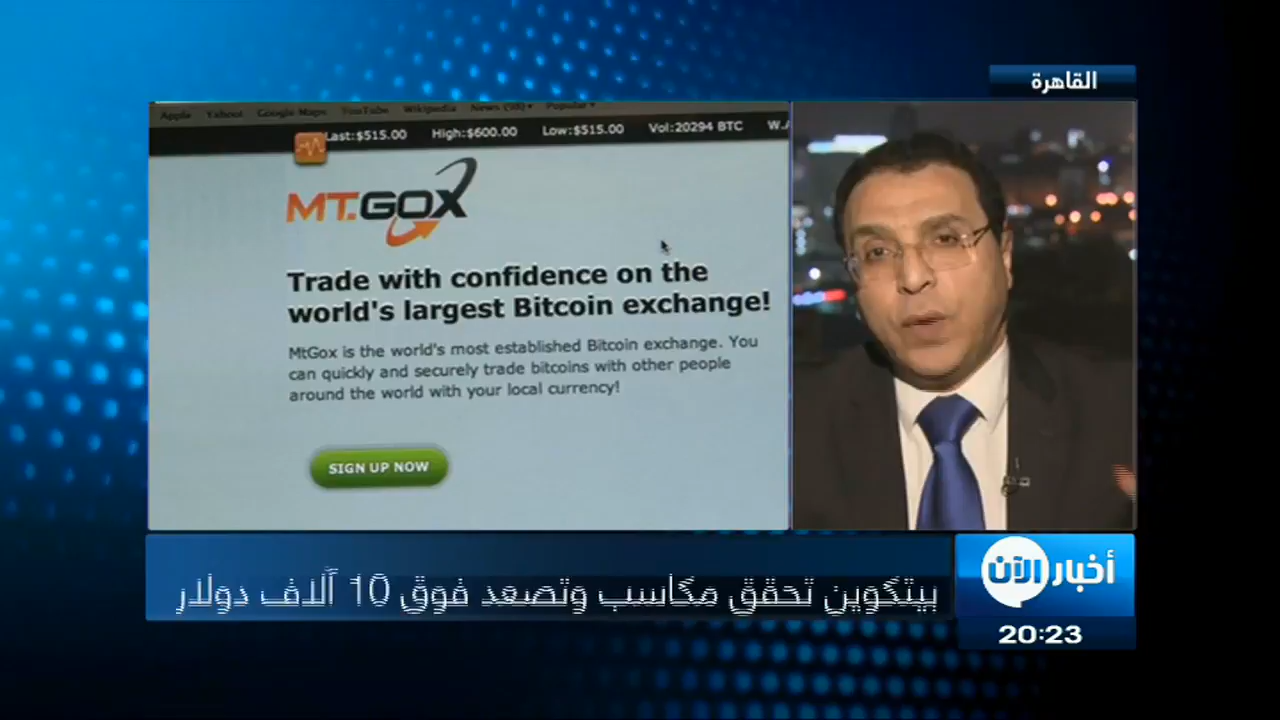 القاهرة
Apple Yahoo! Google Maps YouTube Wikipedia News (98) Popular
Last:$515.00 High:$600.00 Low:$515.00 Vol:20294 BTC W.A
MT.GOX
Trade with confidence on the
world's largest Bitcoin exchange!
MtGox is the world's most established Bitcoin exchange. You
can quickly and securely trade bitcoins with other people
around the world with your local currency!
SIGN UP NOW
بيتكوين تحقق مكاسب وتصعد فوق 10 آلاف دولار
أخبار الآن
20:23